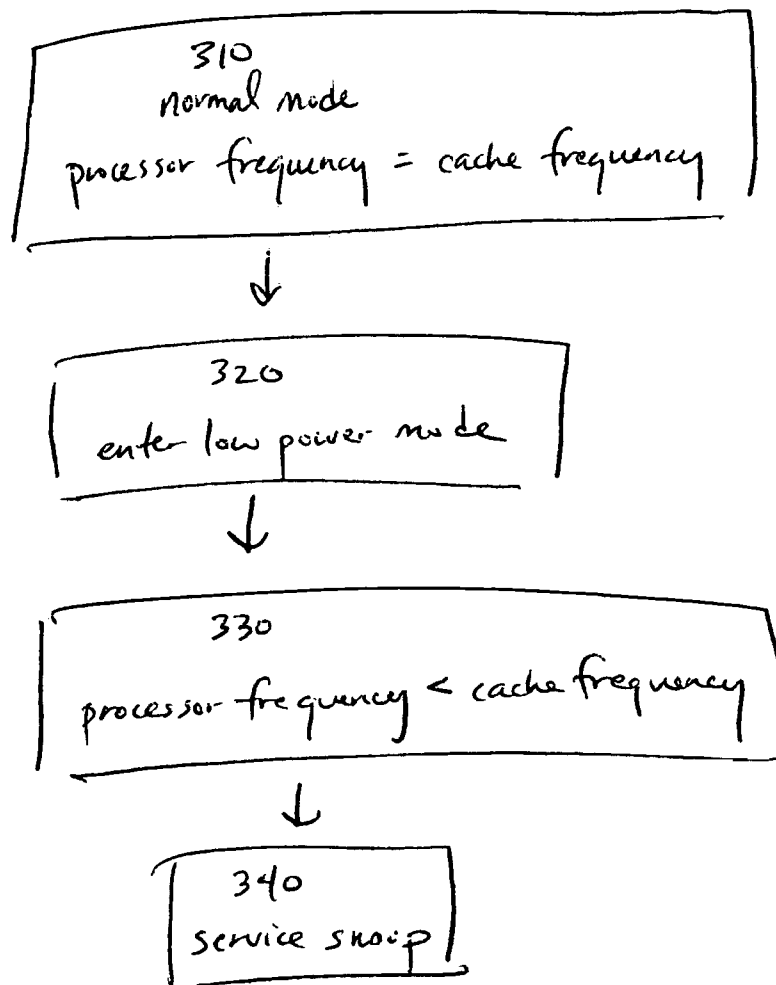 310
normal mode
processor frequency = cache frequency
320
enter low power mode
330
processor frequency < cache frequency
340
service snoop